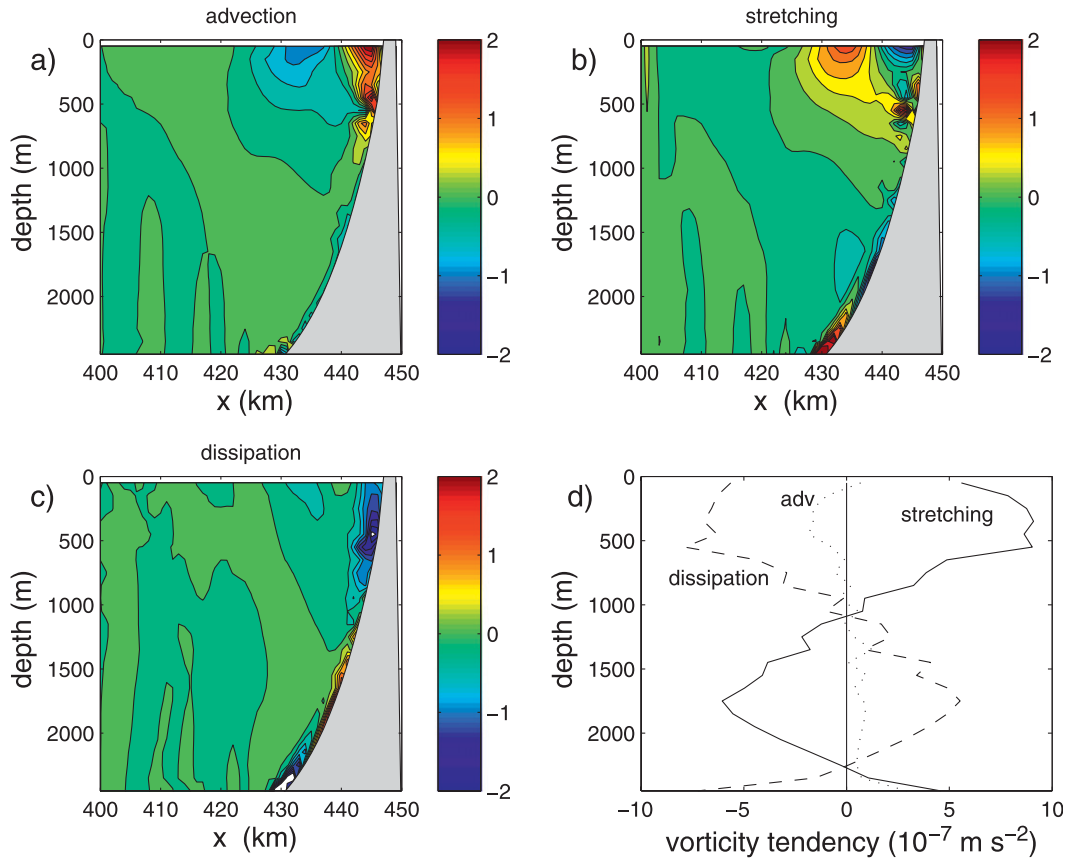 advection
a)
0
500
1000
1500
2000
depth (m)
400 410 420 430 440 450
x (km)
2
1
0
−1
−2
stretching
b)
0
500
1000
1500
2000
depth (m)
400 410 420 430 440 450
x (km)
2
1
0
−1
−2
dissipation
c)
0
500
1000
1500
2000
depth (m)
400 410 420 430 440 450
x (km)
2
1
0
−1
−2
d)
adv
stretching
dissipation
0
500
1000
1500
2000
depth (m)
−10 −5 0 5 10
vorticity tendency (10⁻⁷ m s⁻²)